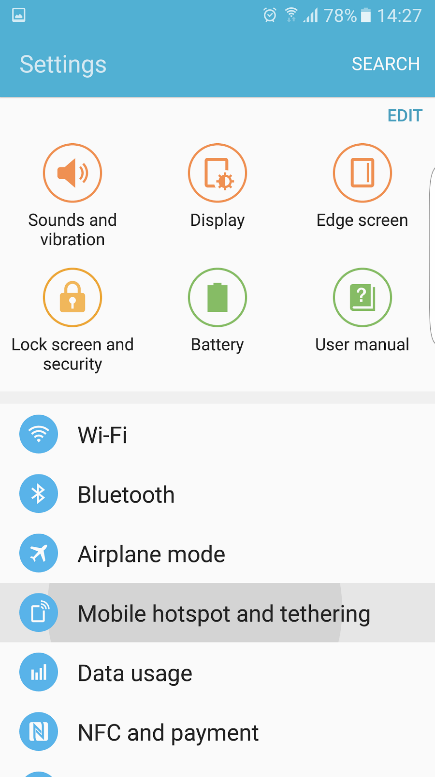 78% 14:27
Settings SEARCH
EDIT
Sounds and
vibration
Display
Edge screen
Lock screen and
security
Battery
User manual
Wi-Fi
Bluetooth
Airplane mode
Mobile hotspot and tethering
Data usage
NFC and payment